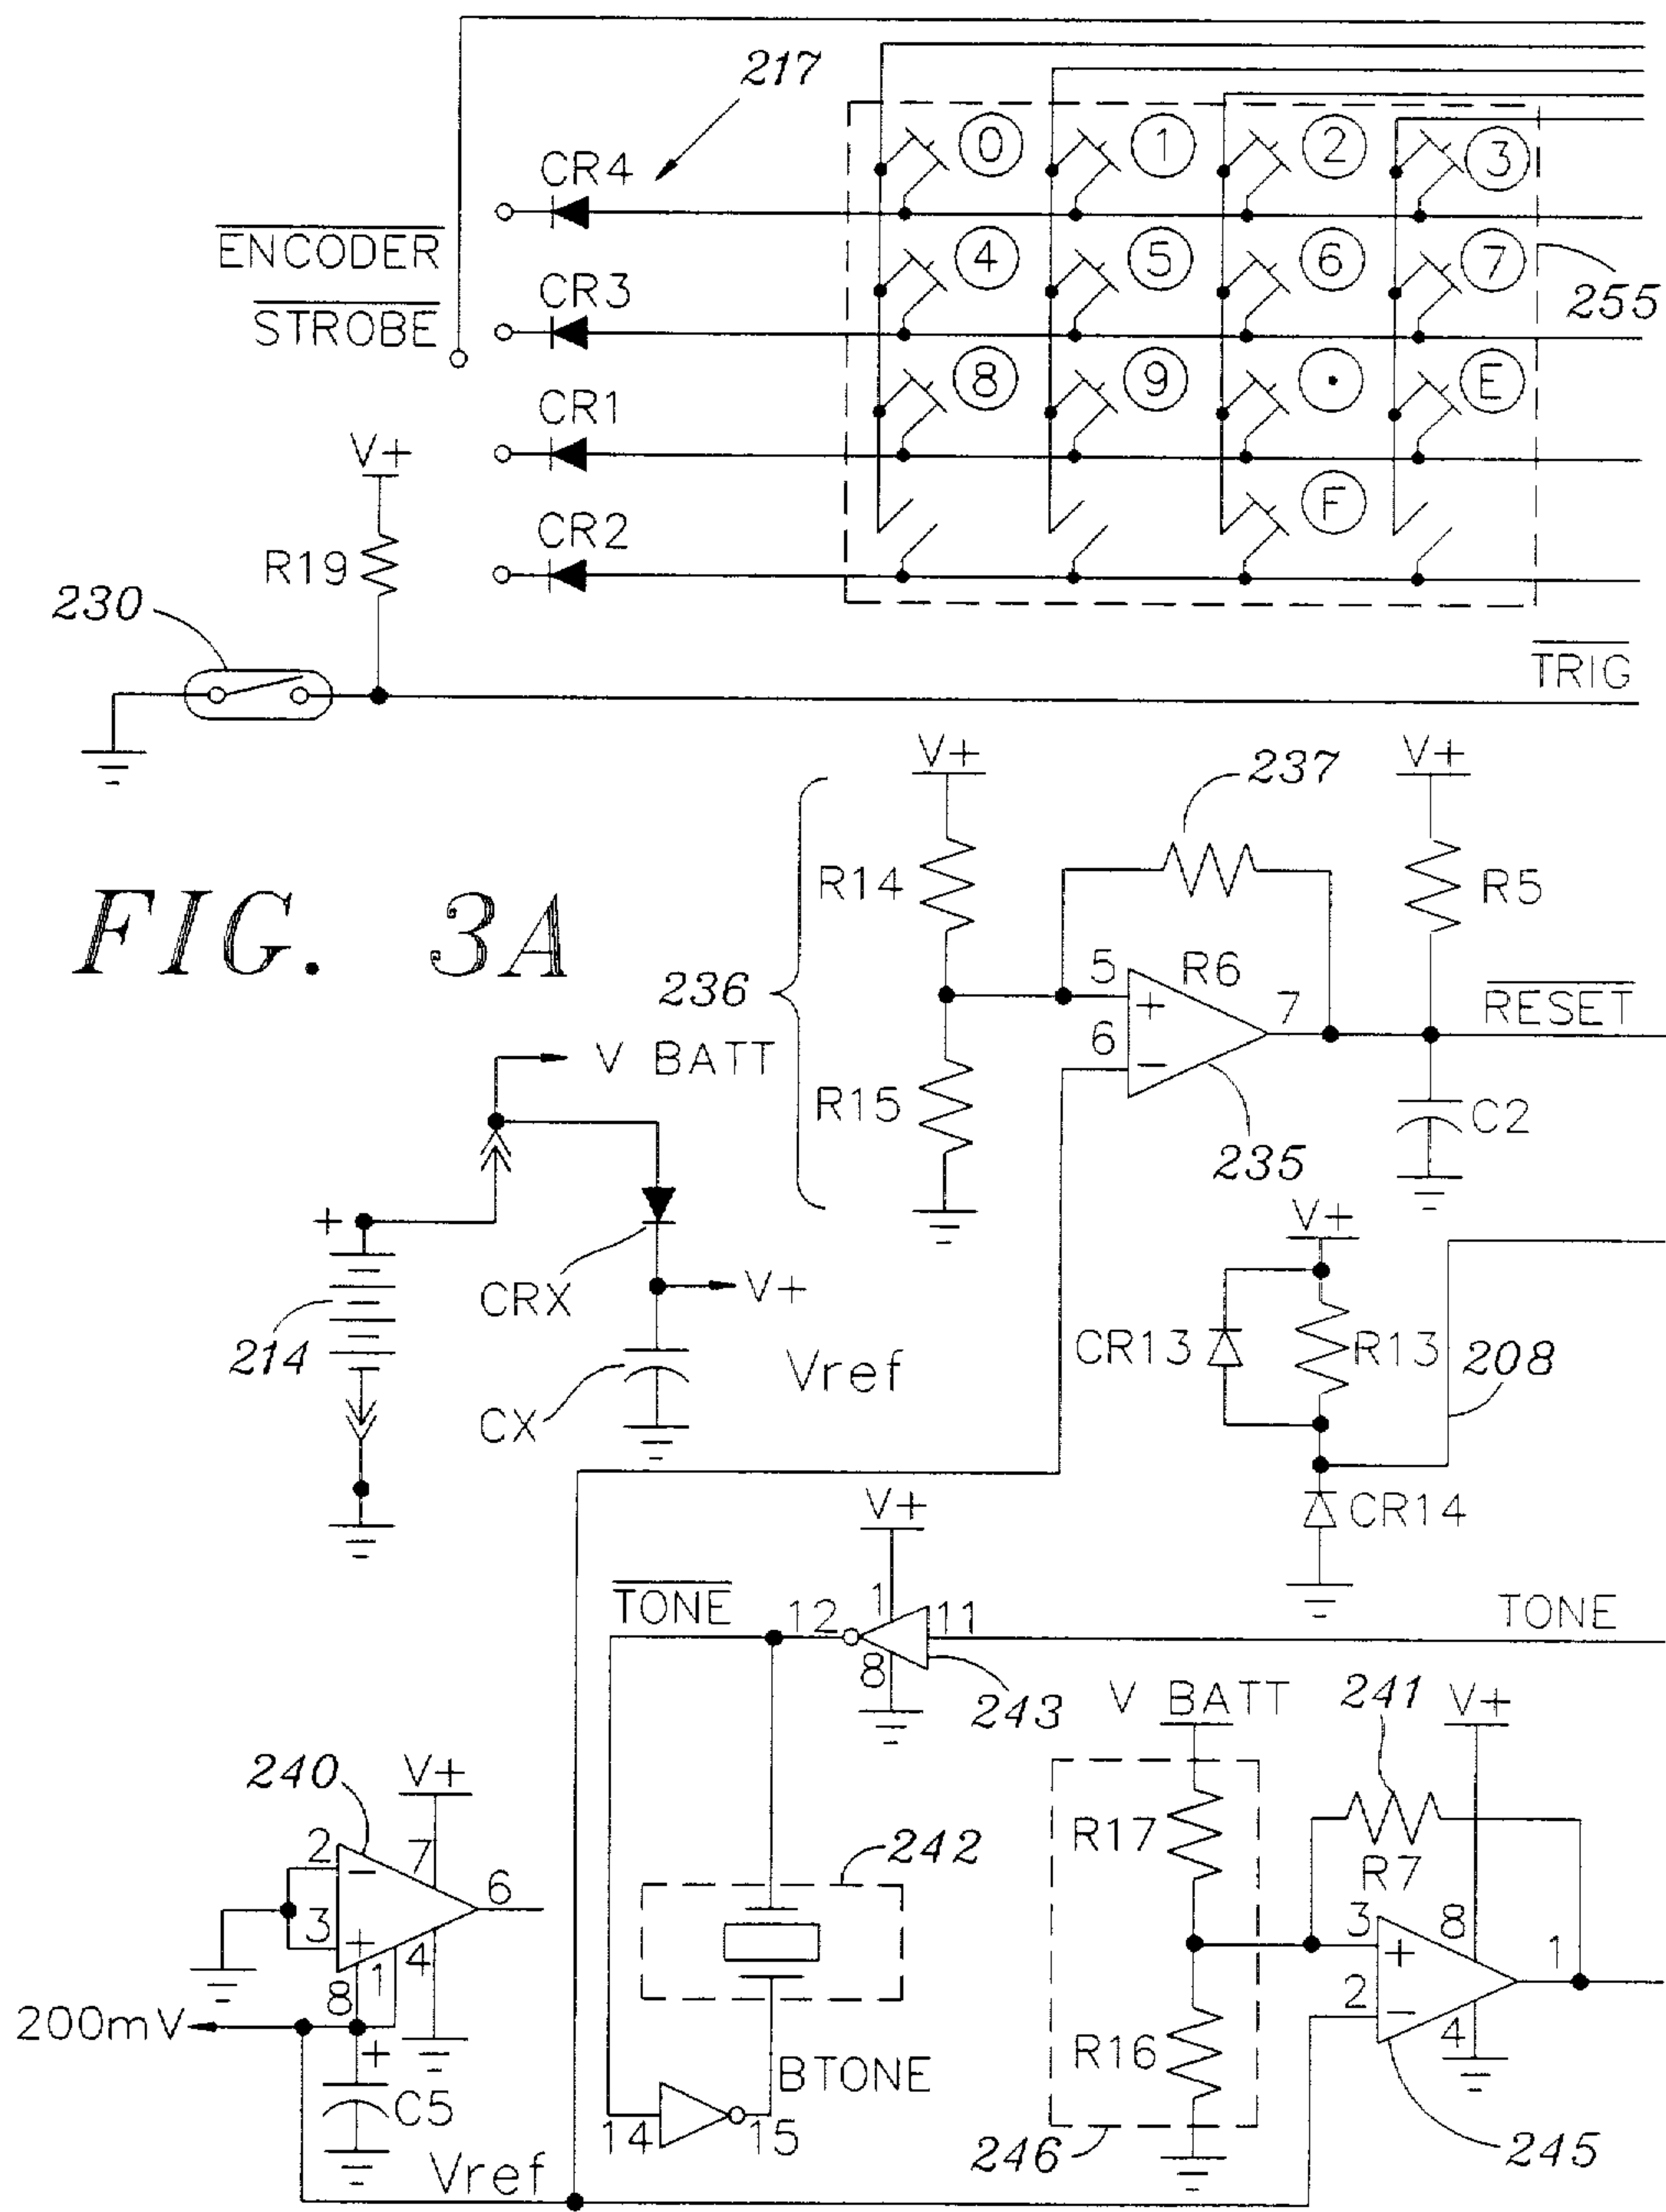 217
CR4
0 1 2 3
ENCODER
STROBE
CR3
4 5 6 7
255
CR1
8 9 • E
V+
R19
CR2
F
230
TRIG
V+
237
V+
R14
R5
FIG. 3A
236
5
+
R6
7
RESET
6
−
V BATT
R15
C2
235
+
V+
CRX
V+
214
CR13
R13
208
Vref
CX
CR14
V+
TONE
12
1
11
TONE
8
243
V BATT
241
V+
240
V+
R17
2
−
7
6
242
R7
3
+
1
4
8
3
+
8
1
2
−
200mV
+
R16
4
BTONE
C5
14
15
246
245
Vref